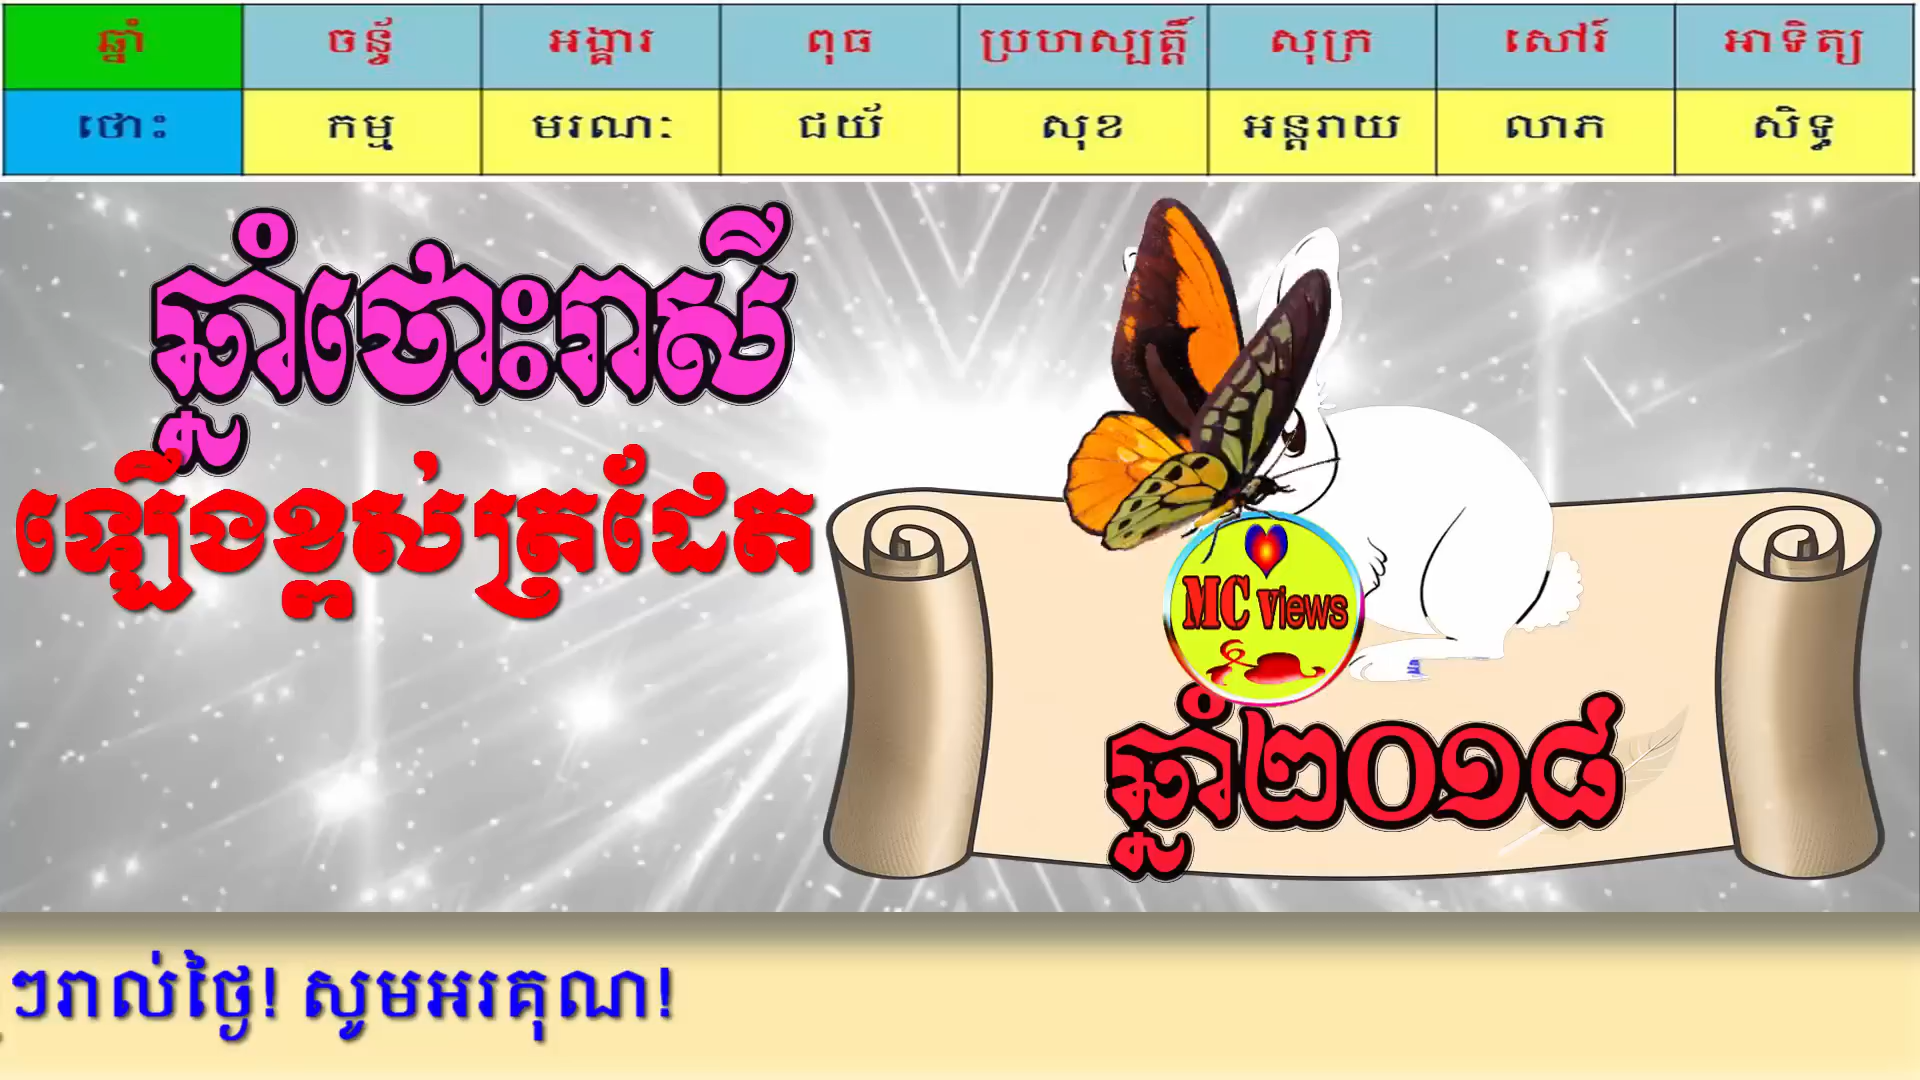 ឆ្នាំ ចន្ទ័ អង្គារ ពុធ ប្រហស្បត្តិ៍ សុក្រ សៅរ៍ អាទិត្យ
ថោះ កម្ម មរណៈ ជយ័ សុខ អន្តរាយ លាភ សិទ្ធ
ឆ្នាំថោះរាសី
ឡើងខ្ពស់ត្រដែត
MC Views
ឆ្នាំ២០១៨
ៗរាល់ថ្ងៃ! សូមអរគុណ!